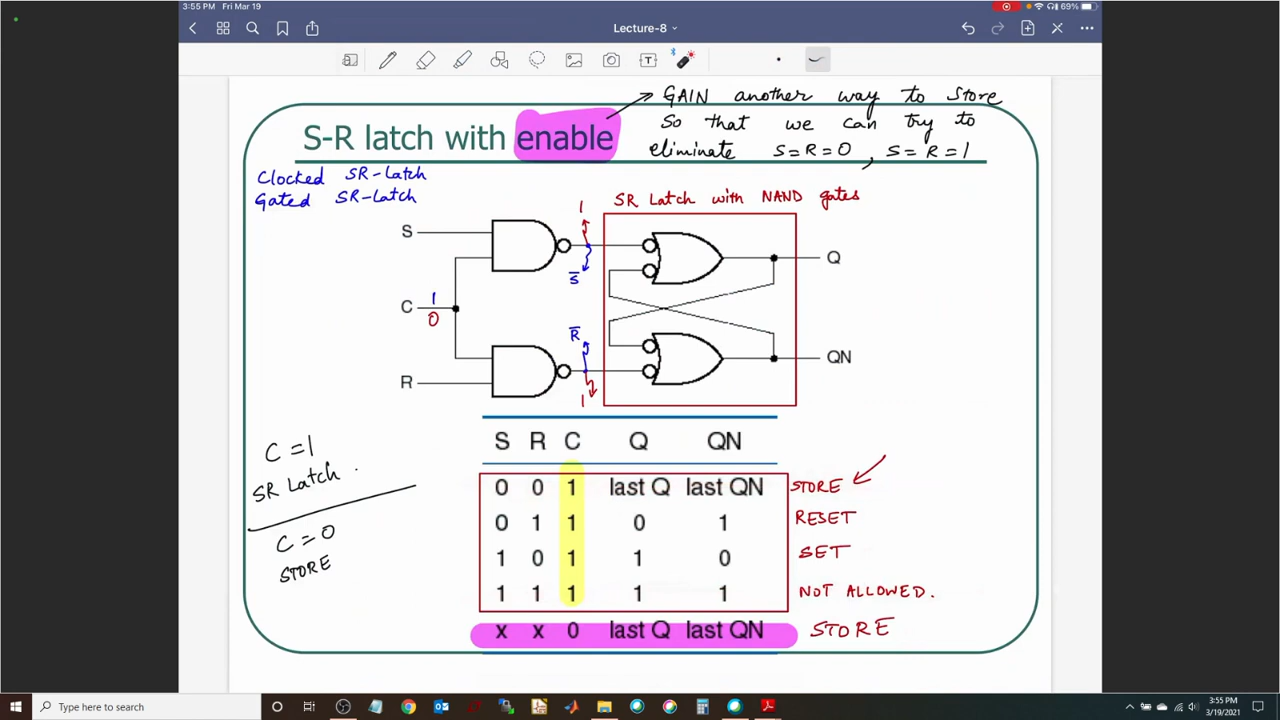 3:55 PM Fri Mar 19
69%
Lecture-8
GAIN another way to store
S-R latch with enable
so that we can try to
eliminate S=R=0, S=R=1
Clocked SR-Latch
Gated SR-Latch
SR Latch with NAND gates
1
S
S̅
Q
C
1
0
R̅
QN
R
1
S R C Q QN
C=1
SR Latch
0 0 1 last Q last QN STORE
0 1 1 0 1 RESET
C=0
STORE
1 0 1 1 0 SET
1 1 1 1 1 NOT ALLOWED.
x x 0 last Q last QN STORE
Type here to search
3:55 PM
3/19/2021